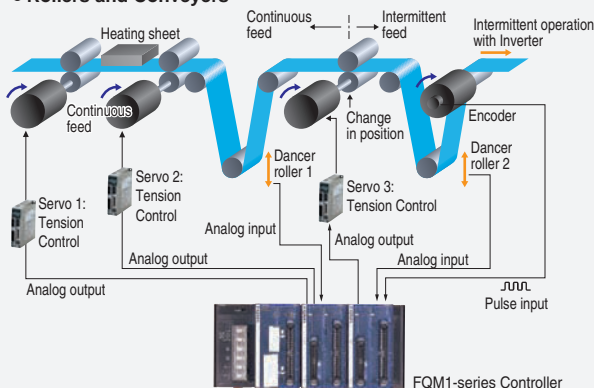 • Rollers and Conveyors
Continuous
feed
Intermittent
feed
Intermittent operation
with Inverter
Heating sheet
Continuous
feed
Change
in position
Encoder
Dancer
roller 1
Dancer
roller 2
Servo 1:
Tension
Control
Servo 2:
Tension
Control
Servo 3:
Tension Control
Analog input
Analog output
Analog output
Analog input
Analog output
Pulse input
FQM1-series Controller